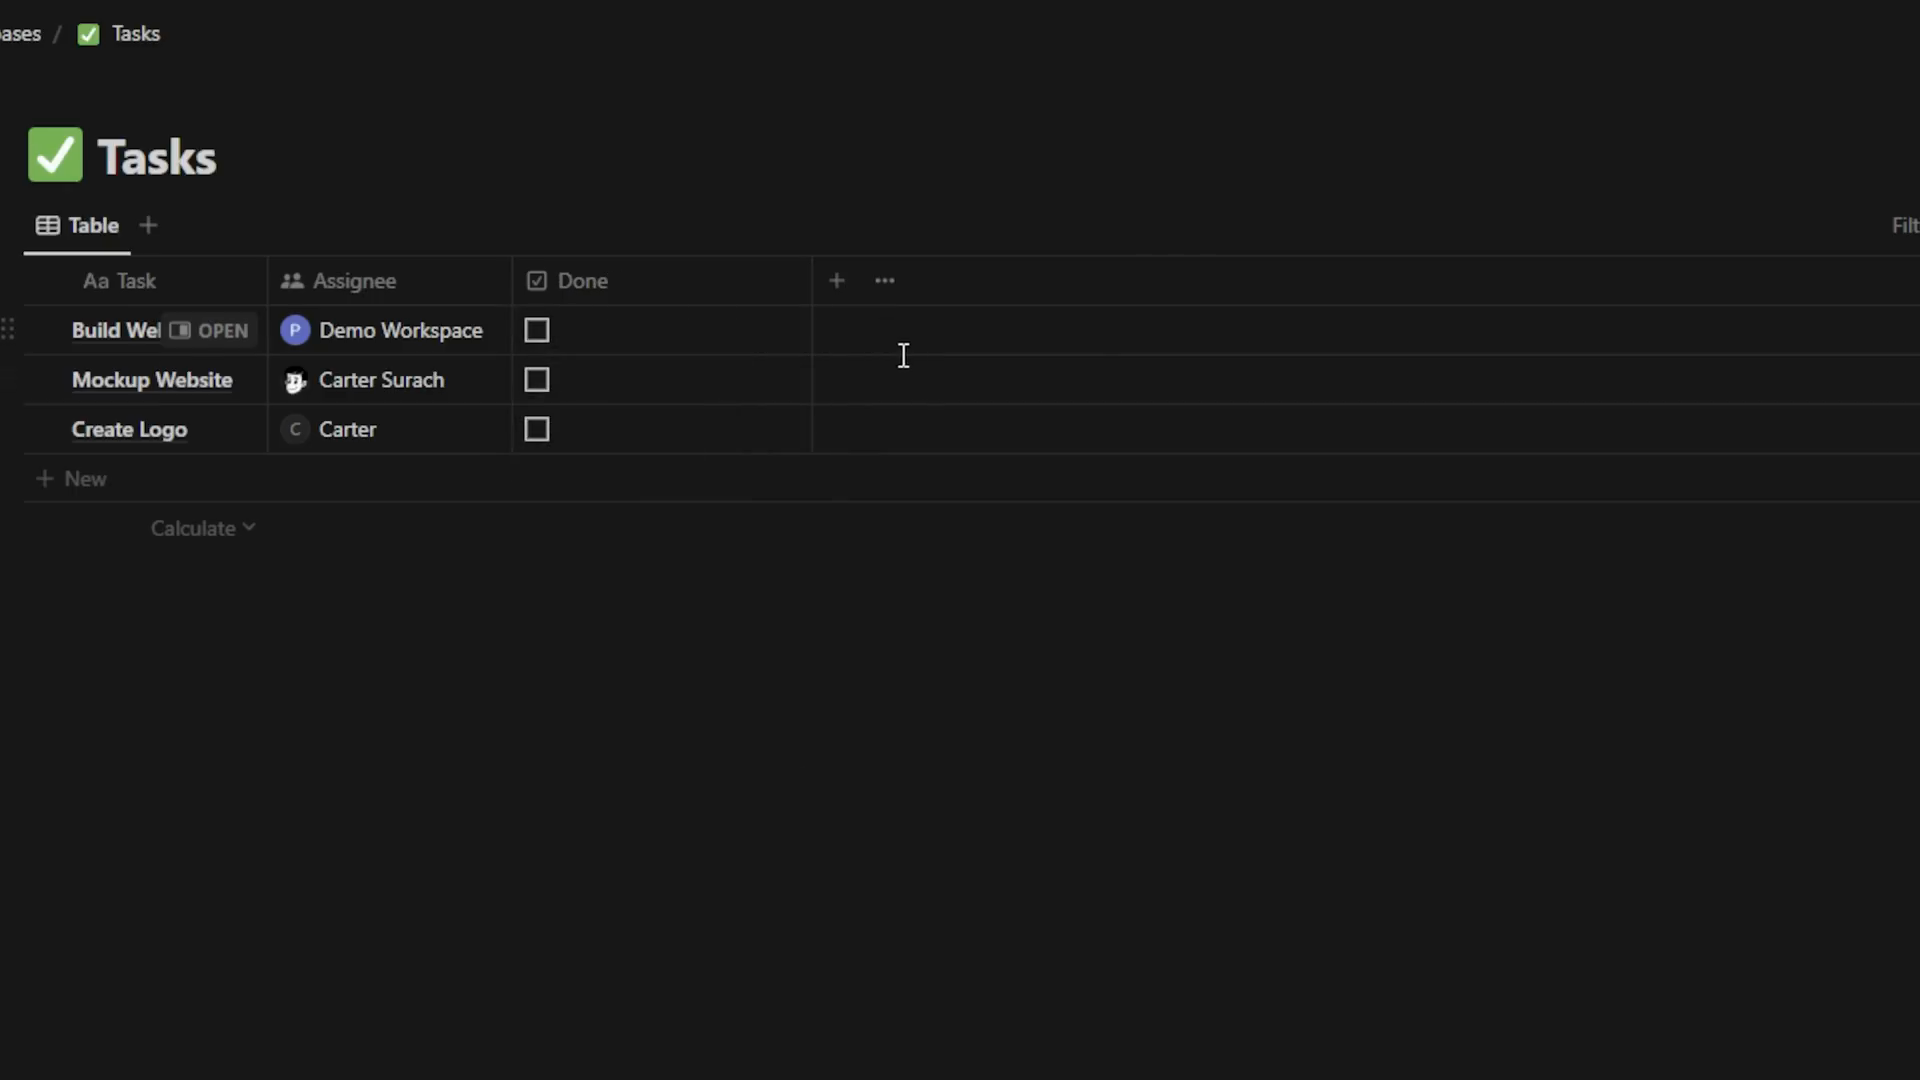 ases / Tasks
Tasks
Table
Filt
Aa Task Assignee Done
Build Wel OPEN P Demo Workspace
Mockup Website Carter Surach
Create Logo C Carter
New
Calculate